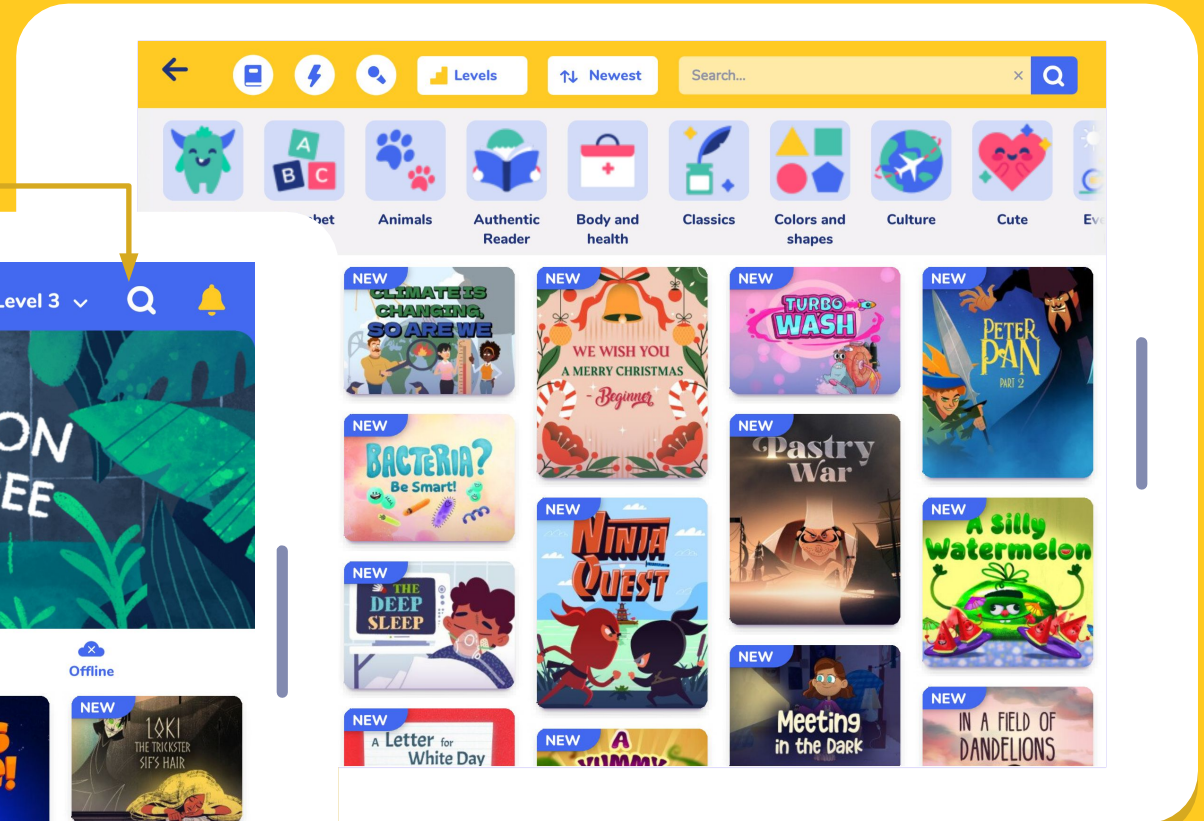 Levels
Newest
Search...
A
B
C
Animals
Authentic
Reader
Body and
health
Classics
Colors and
shapes
Culture
Cute
NEW
CLIMATE IS
CHANGING,
SO ARE WE
NEW
WE WISH YOU
A MERRY CHRISTMAS
- Beginner
NEW
TURBO
WASH
NEW
PETER
PAN
PART 2
NEW
BACTERIA?
Be Smart!
NEW
NINJA
QUEST
NEW
Pastry
War
NEW
A Silly
Watermelon
NEW
THE
DEEP
SLEEP
NEW
Meeting
in the Dark
NEW
IN A FIELD OF
DANDELIONS
NEW
A Letter for
White Day
NEW
A
YUMMY
Level 3
ON
EE
Offline
NEW
LOKI
THE TRICKSTER
SIF'S HAIR